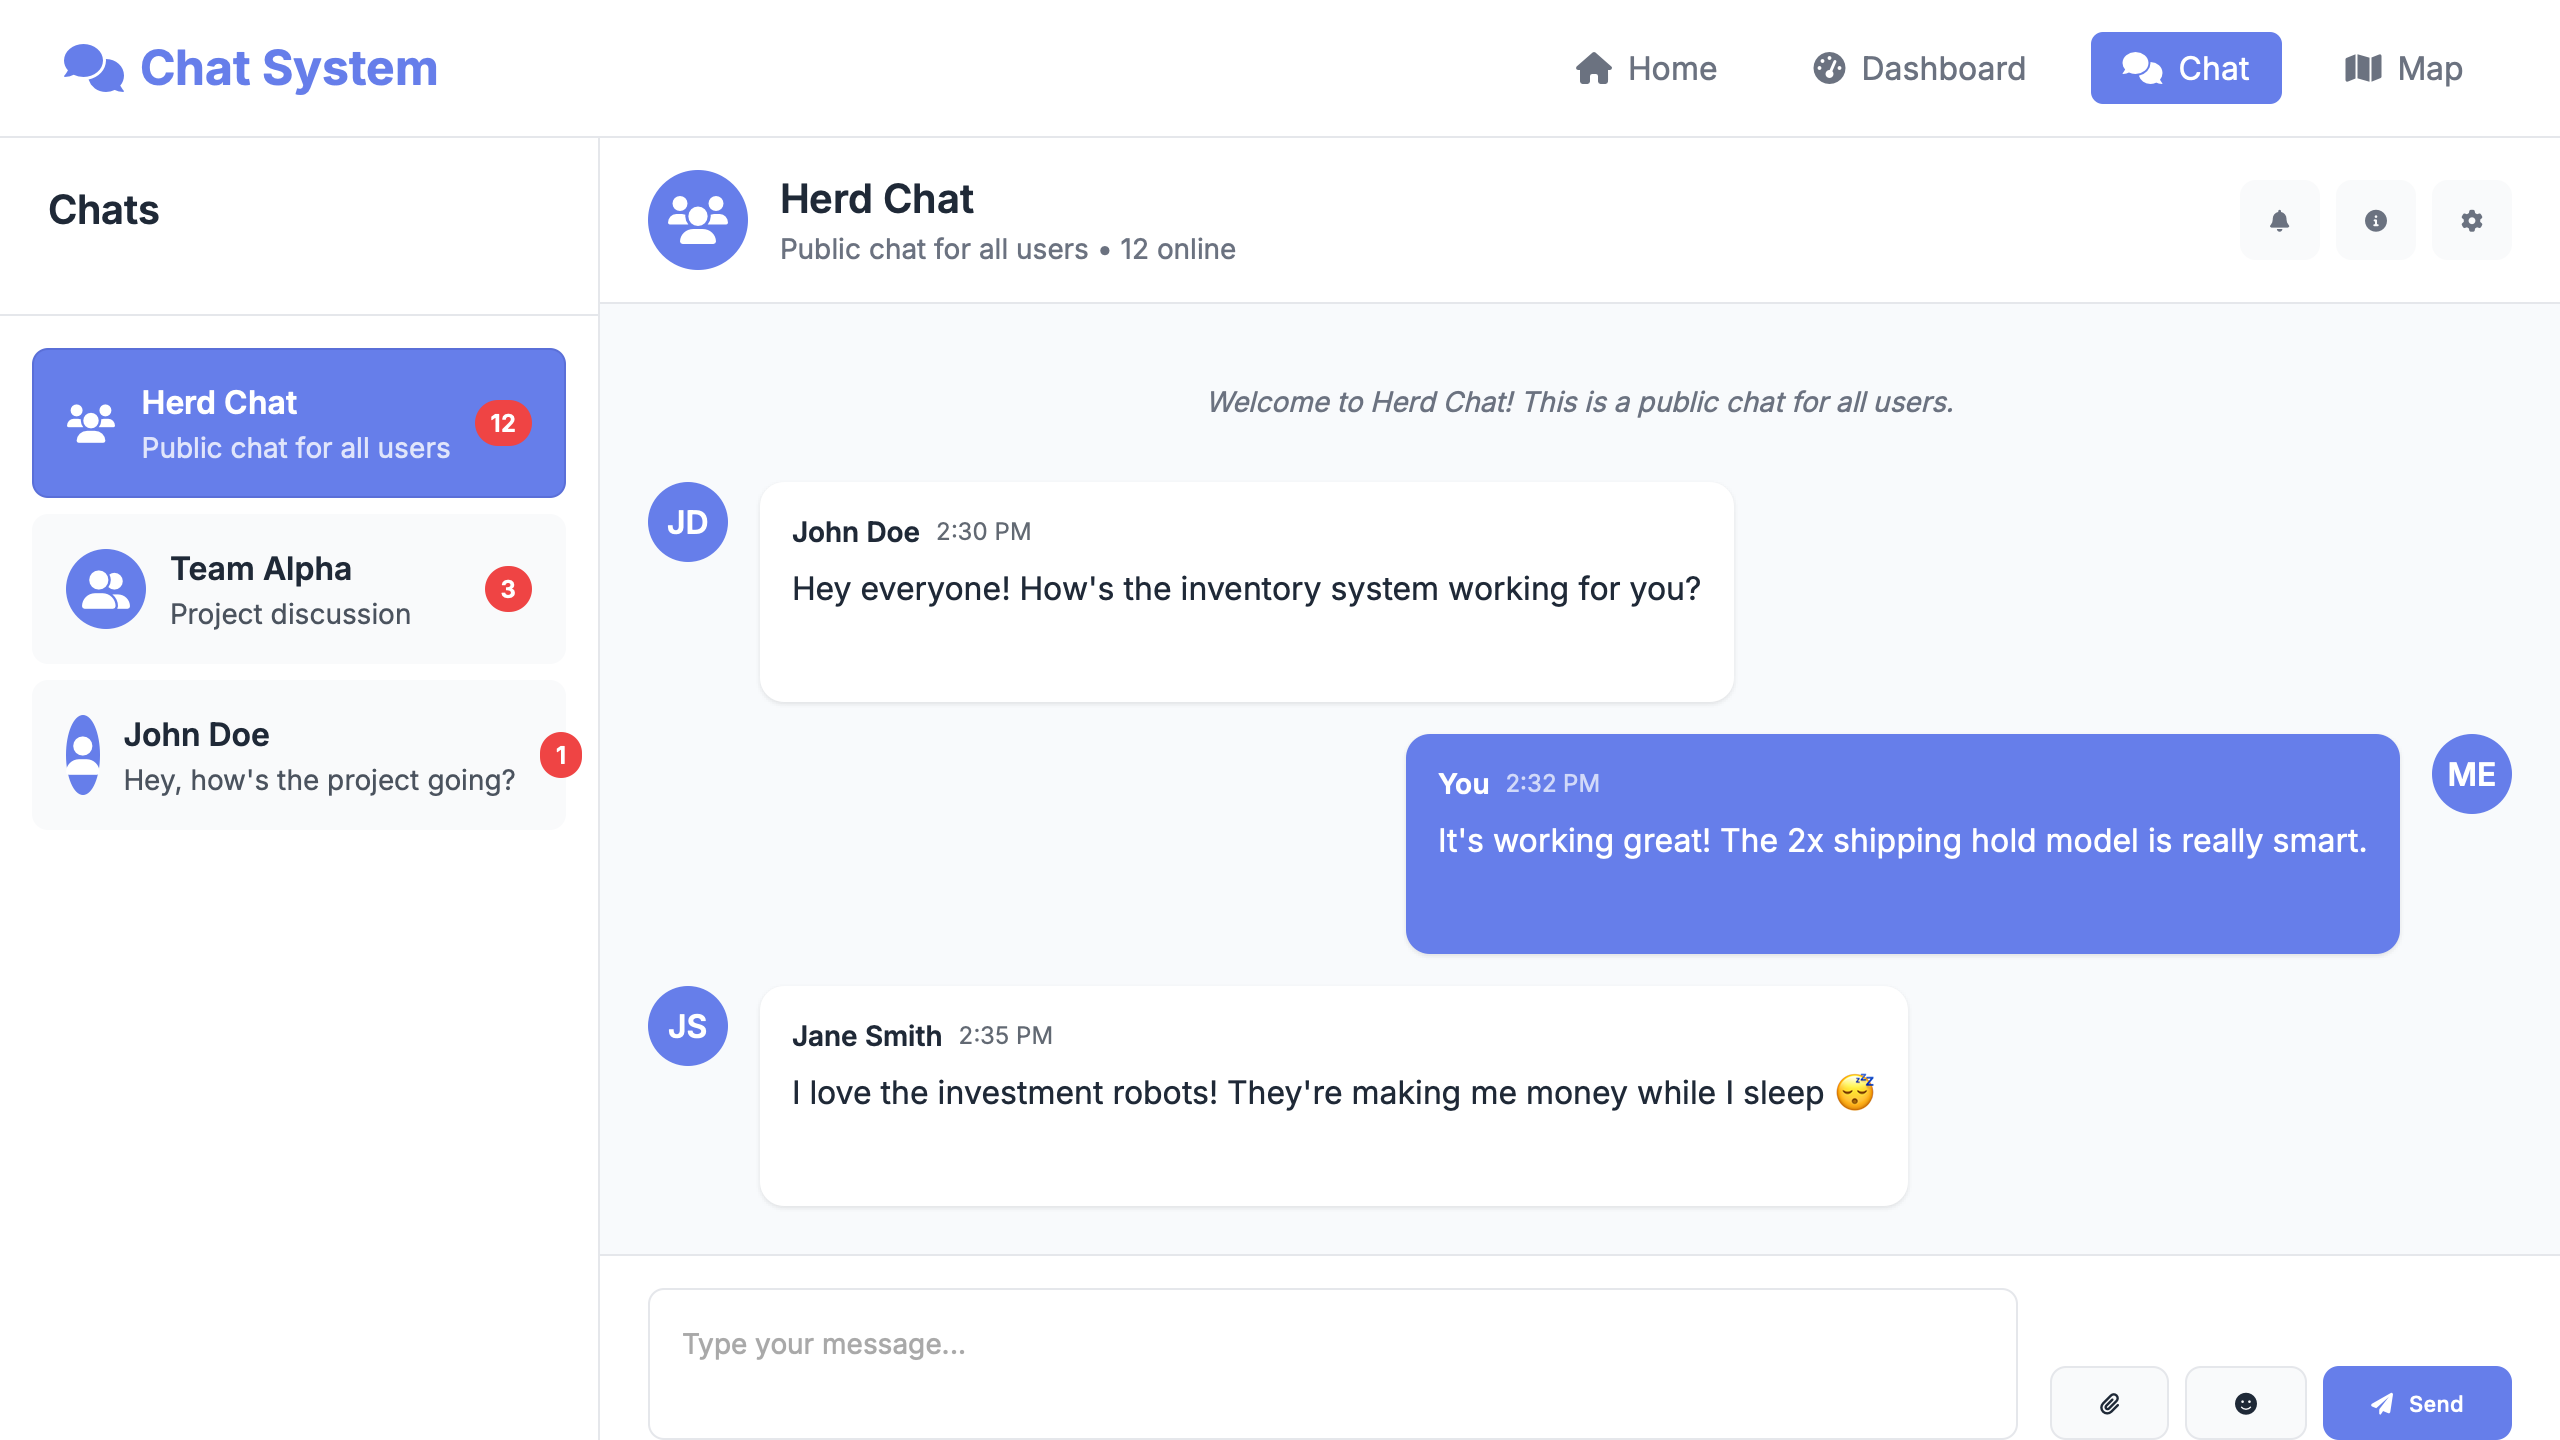 Chat System
Home
Dashboard
Chat
Map
Chats
Herd Chat
Public chat for all users
12
Team Alpha
Project discussion
3
John Doe
Hey, how's the project going?
1
Herd Chat
Public chat for all users • 12 online
Welcome to Herd Chat! This is a public chat for all users.
JD
John Doe 2:30 PM
Hey everyone! How's the inventory system working for you?
You 2:32 PM
It's working great! The 2x shipping hold model is really smart.
ME
JS
Jane Smith 2:35 PM
I love the investment robots! They're making me money while I sleep 😴
Type your message...
Send